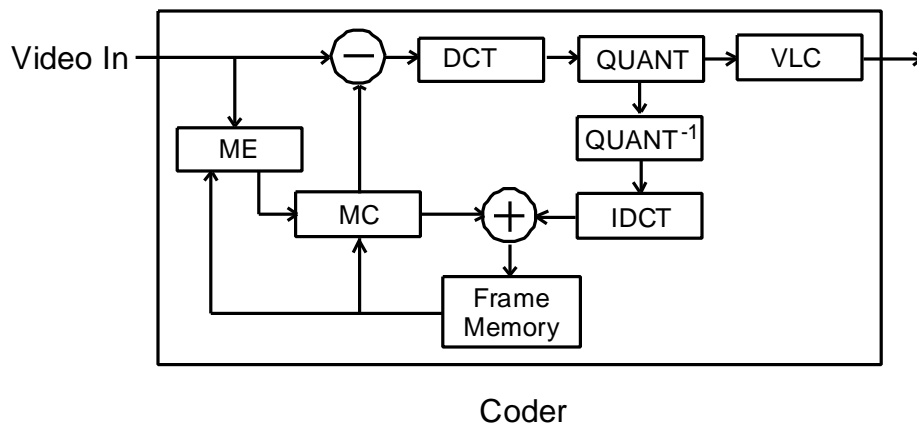 Video In
−
DCT
QUANT
VLC
ME
QUANT⁻¹
MC
+
IDCT
Frame
Memory
Coder